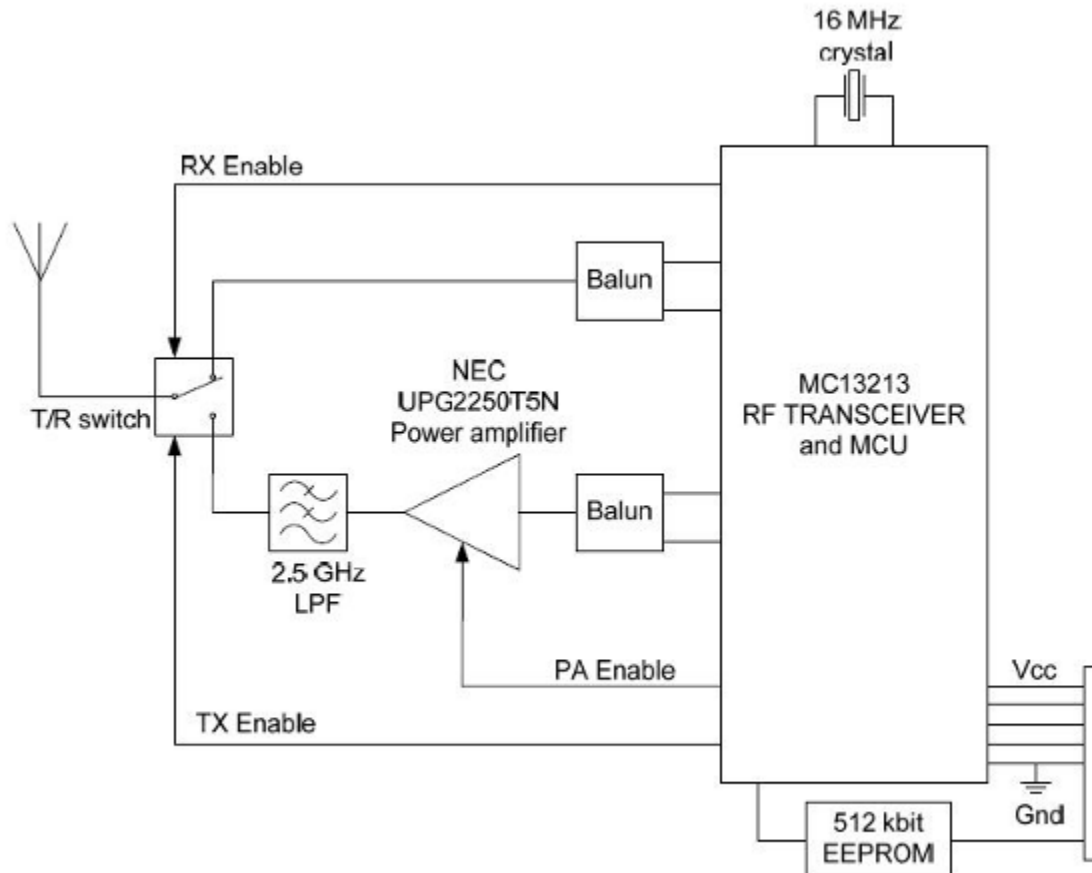 16 MHz
crystal
RX Enable
Balun
T/R switch
NEC
UPG2250T5N
Power amplifier
MC13213
RF TRANSCEIVER
and MCU
Balun
2.5 GHz
LPF
PA Enable
Vcc
TX Enable
Gnd
512 kbit
EEPROM